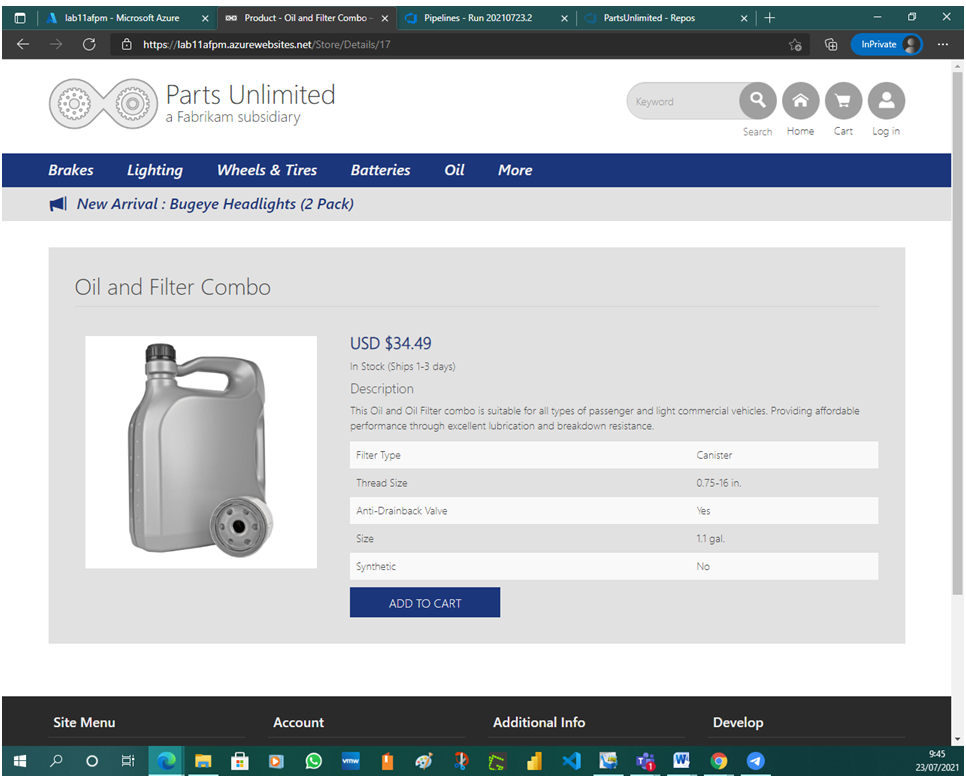 lab11afpm - Microsoft Azure
Product - Oil and Filter Combo -
Pipelines - Run 20210723.2
PartsUnlimited - Repos
https://lab11afpm.azurewebsites.net/Store/Details/17
InPrivate
Parts Unlimited
a Fabrikam subsidiary
Keyword
Search
Home
Cart
Log in
Brakes Lighting Wheels & Tires Batteries Oil More
New Arrival : Bugeye Headlights (2 Pack)
Oil and Filter Combo
USD $34.49
In Stock (Ships 1-3 days)
Description
This Oil and Oil Filter combo is suitable for all types of passenger and light commercial vehicles. Providing affordable
performance through excellent lubrication and breakdown resistance.
Filter Type Canister
Thread Size 0.75-16 in.
Anti-Drainback Valve Yes
Size 1.1 gal.
Synthetic No
ADD TO CART
Site Menu Account Additional Info Develop
vmw
1
W
9:45
23/07/2021